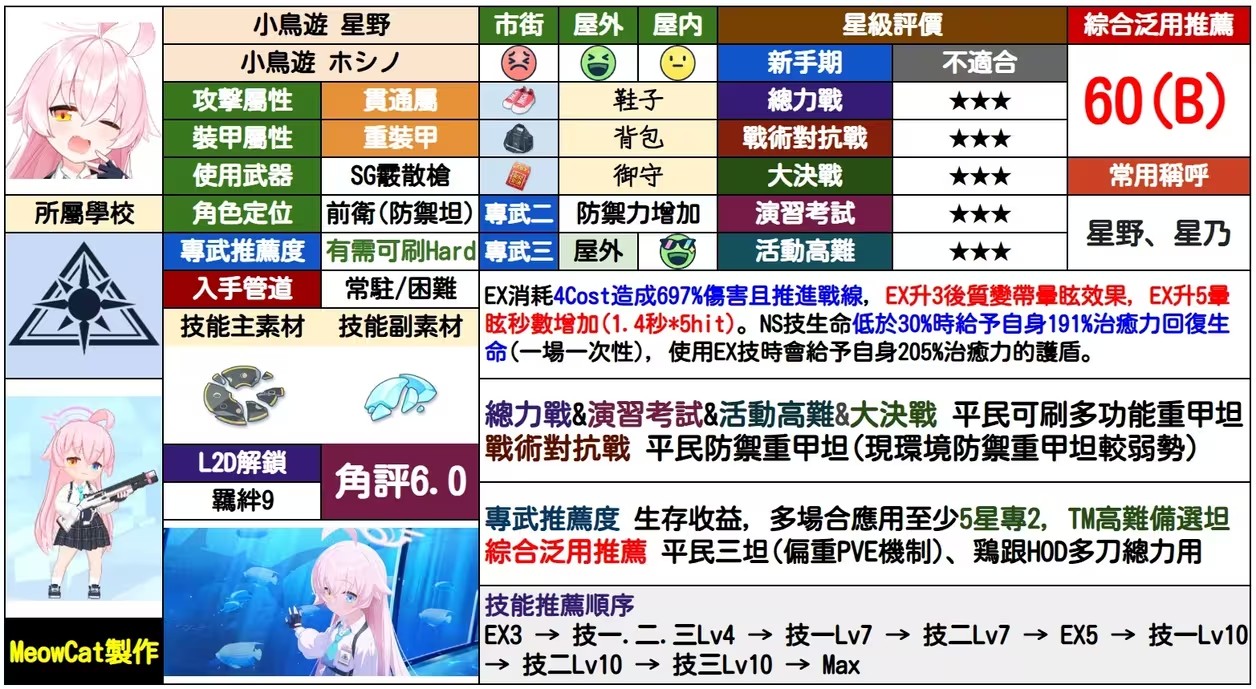 小鳥遊 星野 市街 屋外 屋内 星級評價 綜合泛用推薦
小鳥遊 ホシノ 新手期 不適合
60(B)
攻擊屬性 貫通屬 鞋子 總力戰 ★★★
裝甲屬性 重裝甲 背包 戰術對抗戰 ★★★
使用武器 SG霰散槍 御守 大決戰 ★★★ 常用稱呼
所屬學校 角色定位 前衛(防禦坦) 專武二 防禦力增加 演習考試 ★★★
星野、星乃
專武推薦度 有需可刷Hard 專武三 屋外 活動高難 ★★★
入手管道 常駐/困難
技能主素材 技能副素材
EX消耗4Cost造成697%傷害且推進戰線，EX升3後質變帶暈眩效果，EX升5暈
眩秒數增加(1.4秒*5hit)。NS技生命低於30%時給予自身191%治癒力回復生
命(一場一次性)，使用EX技時會給予自身205%治癒力的護盾。
總力戰&演習考試&活動高難&大決戰 平民可刷多功能重甲坦
戰術對抗戰 平民防禦重甲坦(現環境防禦重甲坦較弱勢)
L2D解鎖
角評6.0
羈絆9
專武推薦度 生存收益，多場合應用至少5星專2，TM高難備選坦
綜合泛用推薦 平民三坦(偏重PVE機制)、鶏跟HOD多刀總力用
技能推薦順序
EX3 → 技一.二.三Lv4 → 技一Lv7 → 技二Lv7 → EX5 → 技一Lv10
→ 技二Lv10 → 技三Lv10 → Max
MeowCat製作